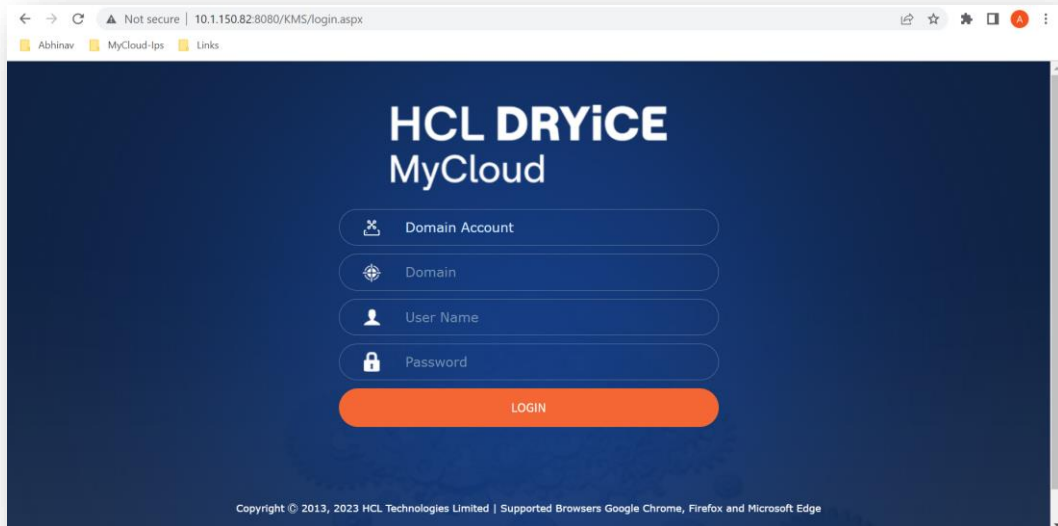 Not secure | 10.1.150.82:8080/KMS/login.aspx
A
Abhinav MyCloud-Ips Links
HCL DRYiCE
MyCloud
Domain Account
Domain
User Name
Password
LOGIN
Copyright © 2013, 2023 HCL Technologies Limited | Supported Browsers Google Chrome, Firefox and Microsoft Edge